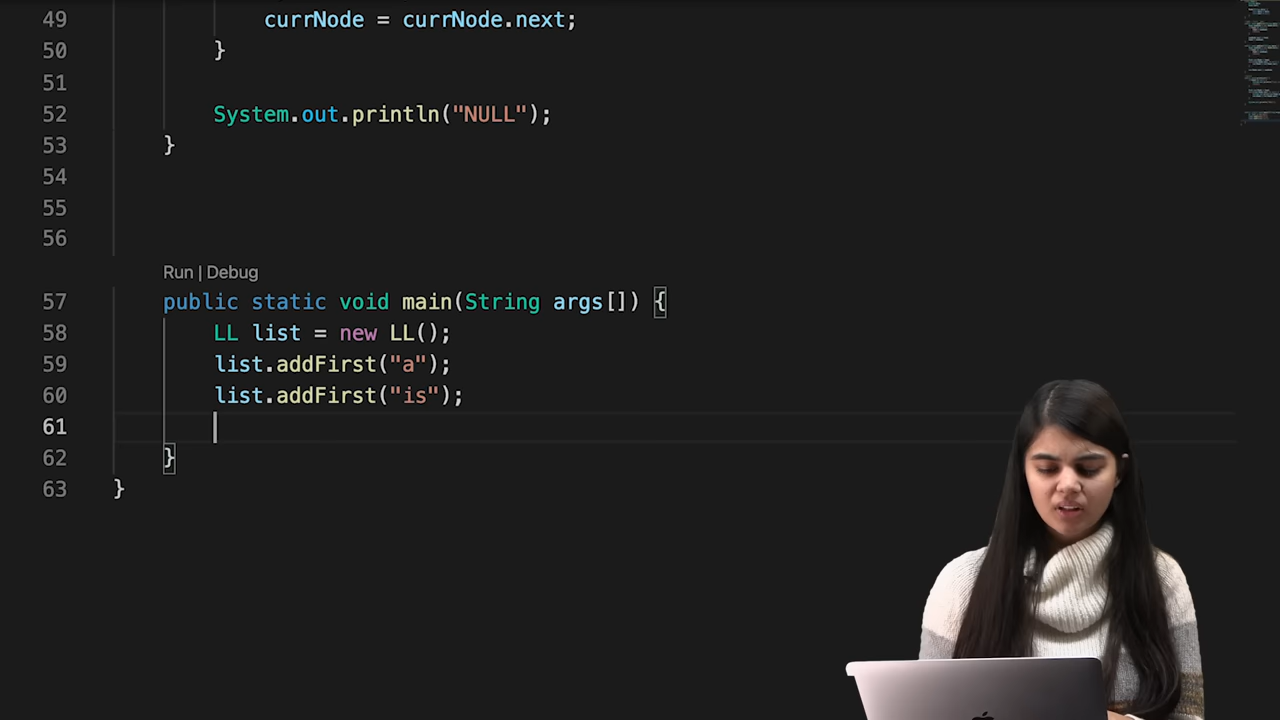 49 currNode = currNode.next;
50 }
51
52 System.out.println("NULL");
53 }
54
55
56
Run | Debug
57 public static void main(String args[]) {
58 LL list = new LL();
59 list.addFirst("a");
60 list.addFirst("is");
61
62 }
63 }